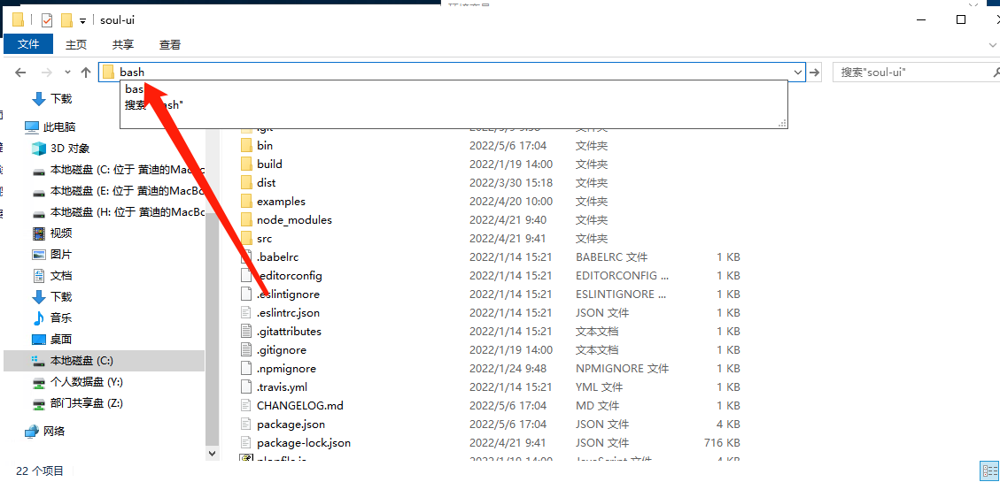 soul-ui
文件 主页 共享 查看
bash 搜索"soul-ui"
搜索"
下载
此电脑
3D 对象
本地磁盘 (C: 位于 黄迪的MacBo
本地磁盘 (E: 位于 黄迪的MacBo
本地磁盘 (H: 位于 黄迪的MacBo
视频
图片
文档
下载
音乐
桌面
本地磁盘 (C:)
个人数据盘 (Y:)
部门共享盘 (Z:)
网络
.git 文件夹
bin 2022/5/6 17:04 文件夹
build 2022/1/19 14:00 文件夹
dist 2022/3/30 15:18 文件夹
examples 2022/4/20 10:00 文件夹
node_modules 2022/4/21 9:40 文件夹
src 2022/4/21 9:41 文件夹
.babelrc 2022/1/14 15:21 BABELRC 文件 1 KB
.editorconfig 2022/1/14 15:21 EDITORCONFIG ... 1 KB
.eslintignore 2022/1/14 15:21 ESLINTIGNORE ... 1 KB
.eslintrc.json 2022/1/14 15:21 JSON 文件 1 KB
.gitattributes 2022/1/14 15:21 文本文档 1 KB
.gitignore 2022/1/19 14:00 文本文档 1 KB
.npmignore 2022/1/24 9:48 NPMIGNORE 文件 1 KB
.travis.yml 2022/1/14 15:21 YML 文件 1 KB
CHANGELOG.md 2022/5/6 17:04 MD 文件 1 KB
package.json 2022/5/6 17:04 JSON 文件 4 KB
package-lock.json 2022/4/21 9:41 JSON 文件 716 KB
22 个项目